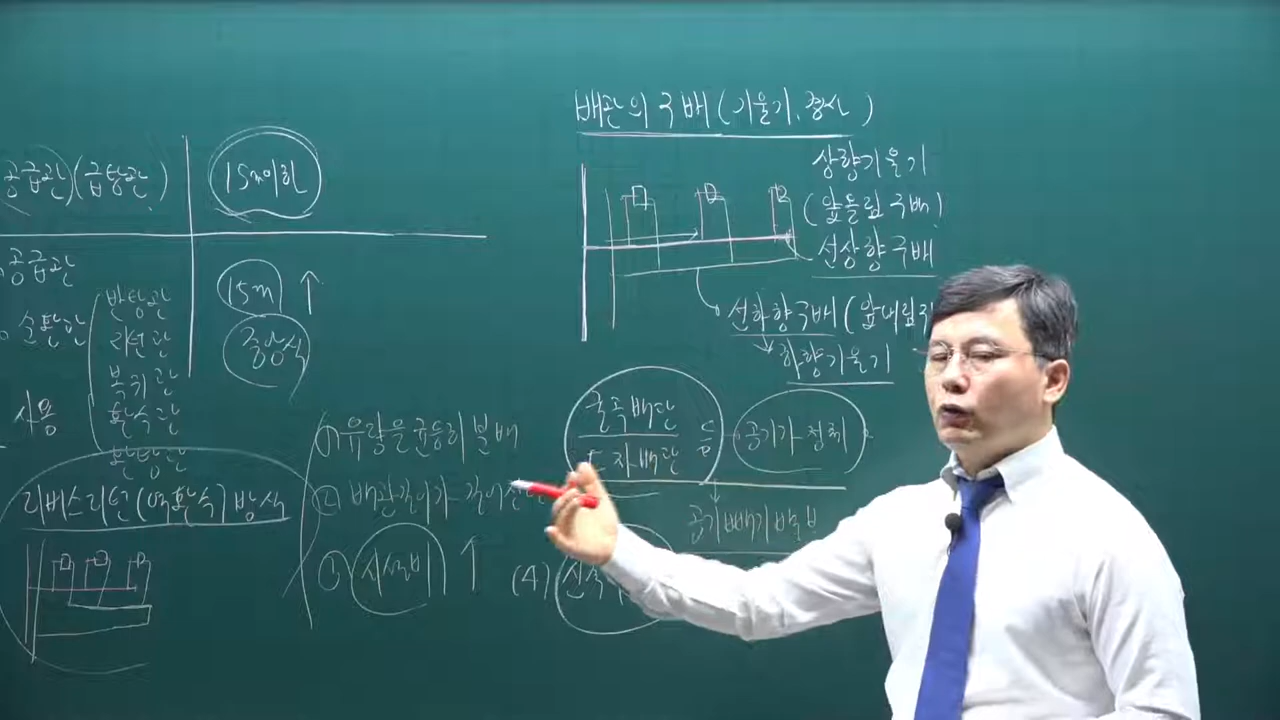 공급관(급탕관)
15m이하
공급관
15m ↑
순환관
중앙식
반탕관
리턴관
복귀관
환수관
환탕관
사용
리버스리턴(역환수)방식
① 유량을 균등히 분배
② 배관길이가 길어진다
③ 시설비 ↑
배관의 구배(기울기, 경사)
상향기울기
(앞올림구배)
선상향구배
선하향구배(앞내림
하향기울기
굴곡배관
ㄷ자배관
공기가 정체
공기빼기밸브
(4) 신축